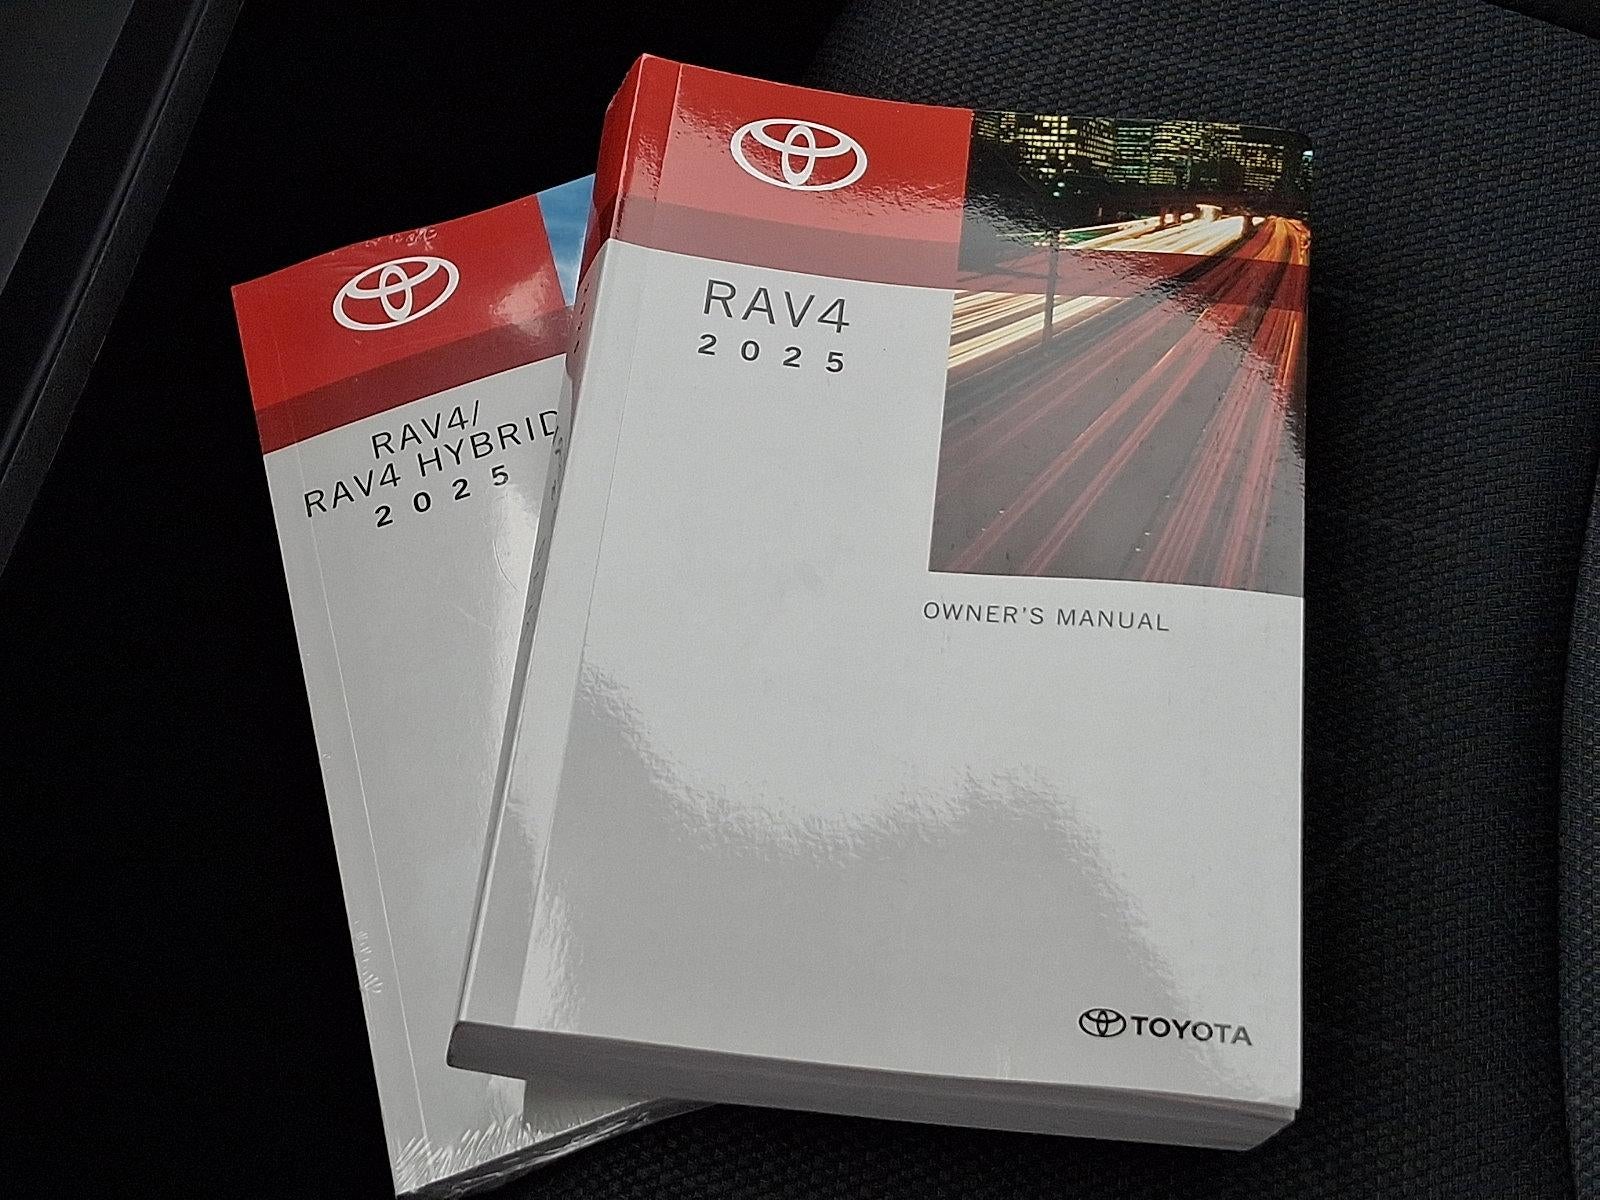 RAV4/
RAV4 HYBRID
2025
RAV4
2025
OWNER'S MANUAL
TOYOTA